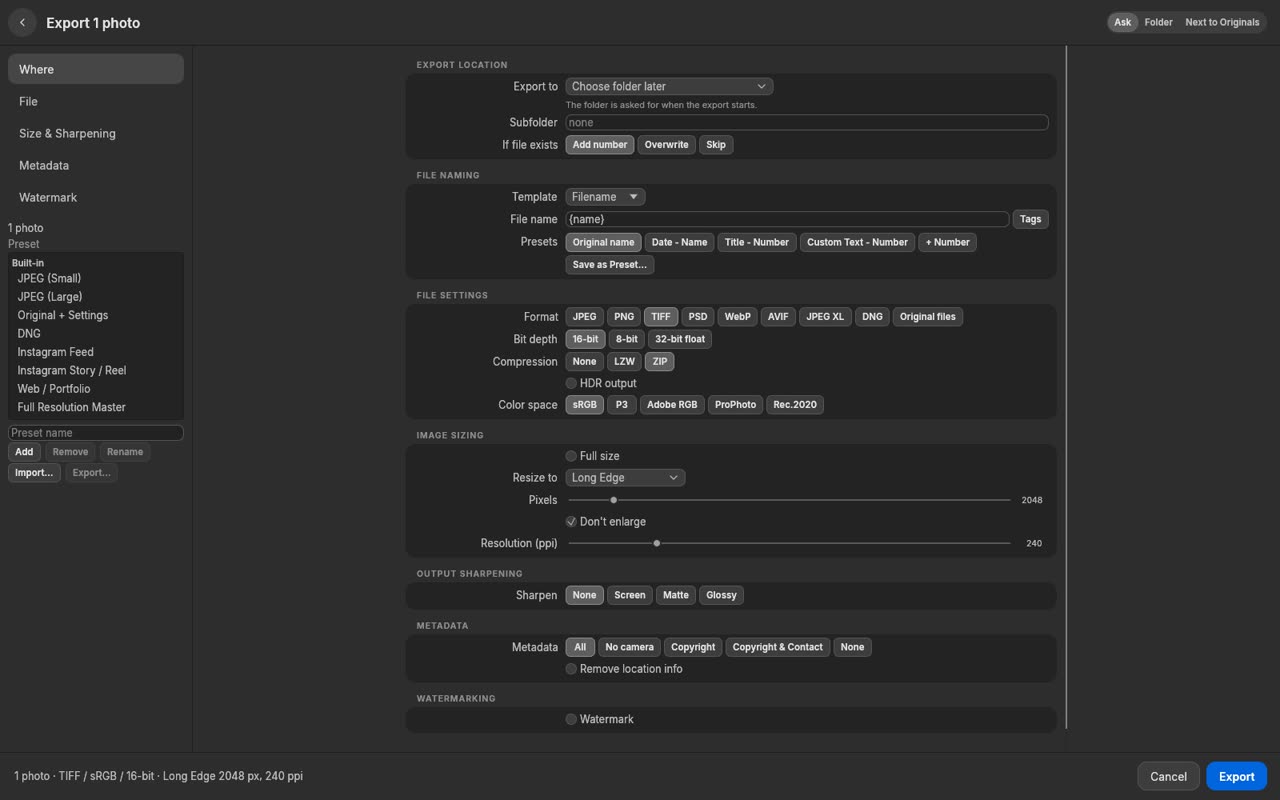 Export 1 photo
Ask Folder Next to Originals
Where
File
Size & Sharpening
Metadata
Watermark
1 photo
Preset
Built-in
JPEG (Small)
JPEG (Large)
Original + Settings
DNG
Instagram Feed
Instagram Story / Reel
Web / Portfolio
Full Resolution Master
Preset name
Add Remove Rename
Import... Export...
EXPORT LOCATION
Export to Choose folder later
The folder is asked for when the export starts.
Subfolder none
If file exists Add number Overwrite Skip
FILE NAMING
Template Filename
File name {name} Tags
Presets Original name Date - Name Title - Number Custom Text - Number + Number
Save as Preset...
FILE SETTINGS
Format JPEG PNG TIFF PSD WebP AVIF JPEG XL DNG Original files
Bit depth 16-bit 8-bit 32-bit float
Compression None LZW ZIP
HDR output
Color space sRGB P3 Adobe RGB ProPhoto Rec.2020
IMAGE SIZING
Full size
Resize to Long Edge
Pixels 2048
Don't enlarge
Resolution (ppi) 240
OUTPUT SHARPENING
Sharpen None Screen Matte Glossy
METADATA
Metadata All No camera Copyright Copyright & Contact None
Remove location info
WATERMARKING
Watermark
1 photo · TIFF / sRGB / 16-bit · Long Edge 2048 px, 240 ppi
Cancel Export